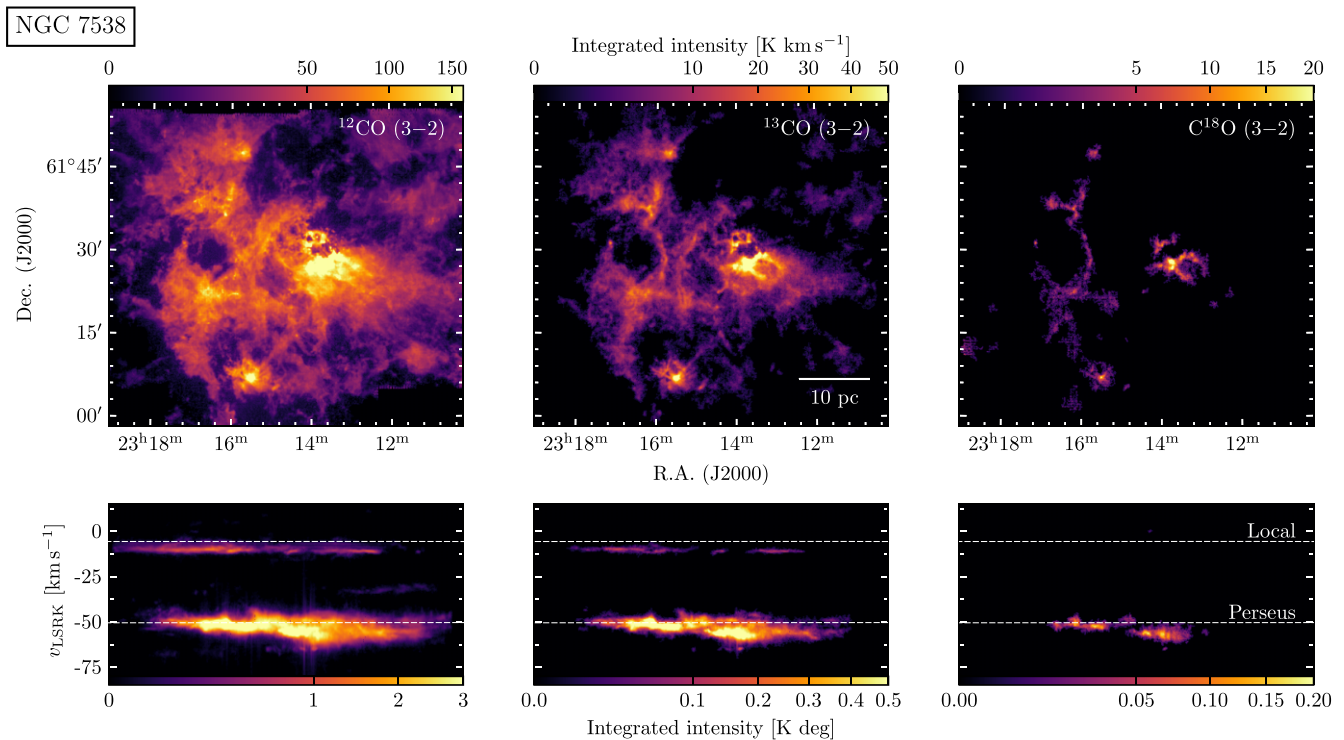 NGC 7538
Integrated intensity [K km s⁻¹]
0 50 100 150
0 10 20 30 40 50
0 5 10 15 20
¹²CO (3−2)
¹³CO (3−2)
C¹⁸O (3−2)
Dec. (J2000)
61°45′
30′
15′
00′
10 pc
23ʰ18ᵐ 16ᵐ 14ᵐ 12ᵐ
23ʰ18ᵐ 16ᵐ 14ᵐ 12ᵐ
23ʰ18ᵐ 16ᵐ 14ᵐ 12ᵐ
R.A. (J2000)
v_LSRK [km s⁻¹]
0
-25
-50
-75
Local
Perseus
0 1 2 3
0.0 0.1 0.2 0.3 0.4 0.5
0.00 0.05 0.10 0.15 0.20
Integrated intensity [K deg]